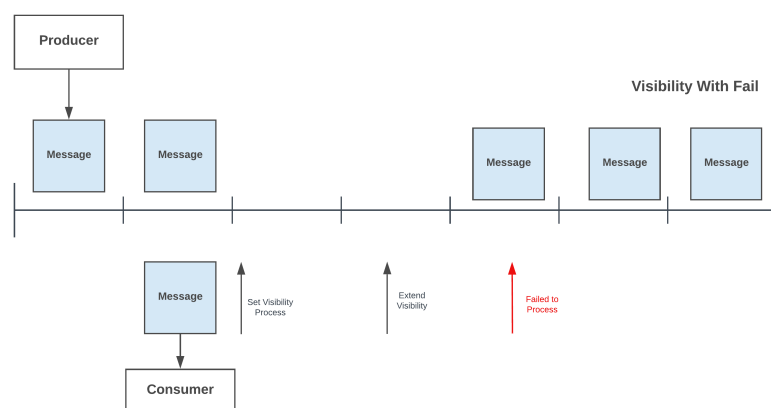 Producer
Visibility With Fail
Message
Message
Message
Message
Message
Message
Set Visibility
Process
Extend
Visibility
Failed to
Process
Consumer